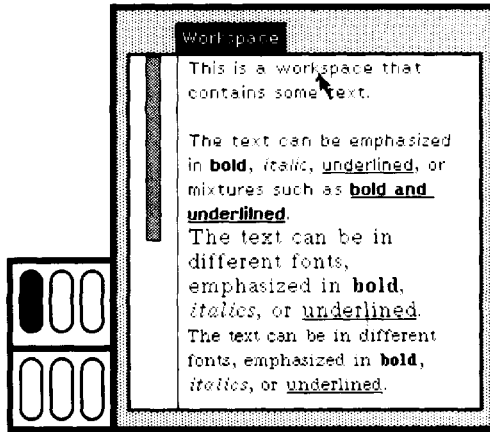 Workspace
This is a workspace that
contains some text.
The text can be emphasized
in bold, italic, underlined, or
mixtures such as bold and
underlilned.
The text can be in
different fonts,
emphasized in bold,
italics, or underlined.
The text can be in different
fonts, emphasized in bold,
italics, or underlined.